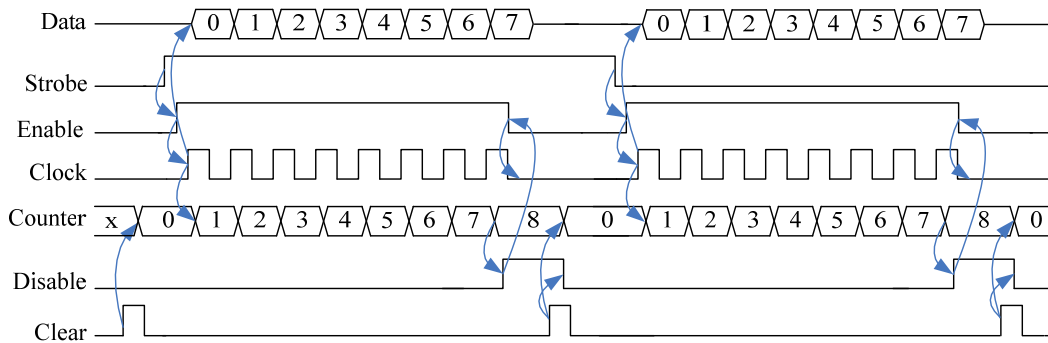 Data 0 1 2 3 4 5 6 7 0 1 2 3 4 5 6 7
Strobe
Enable
Clock
Counter x 0 1 2 3 4 5 6 7 8 0 1 2 3 4 5 6 7 8 0
Disable
Clear